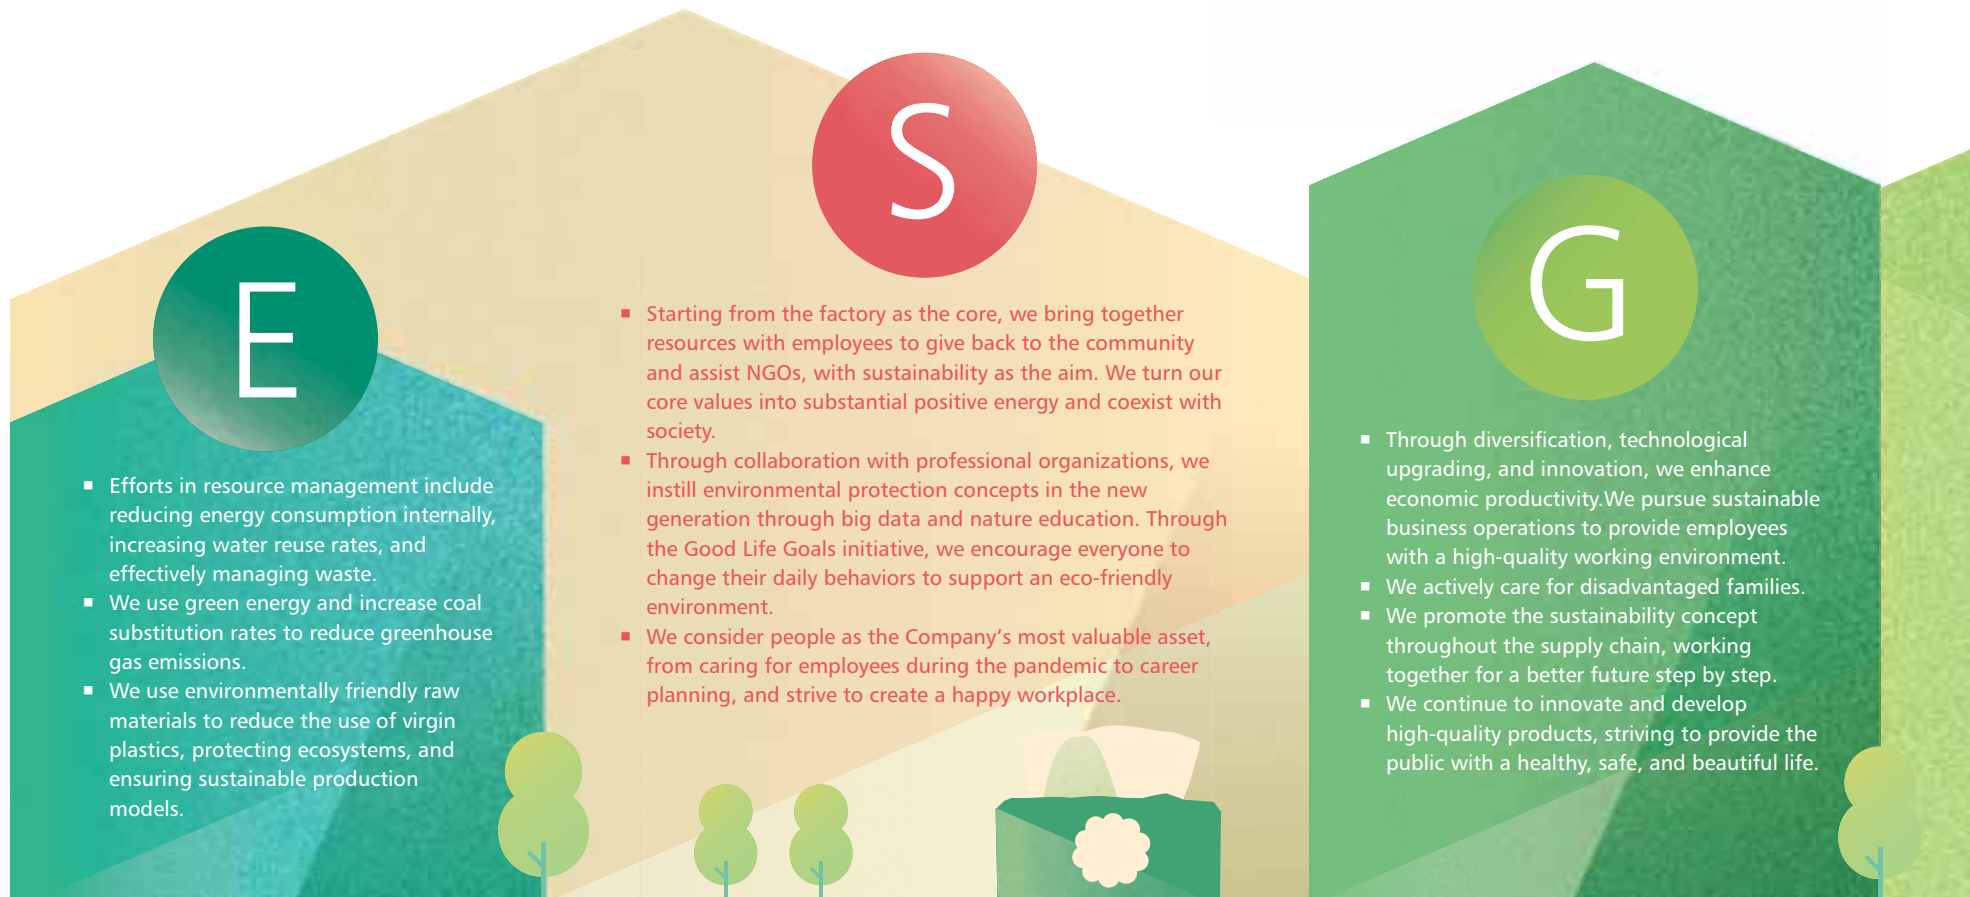 E
■ Efforts in resource management include
reducing energy consumption internally,
increasing water reuse rates, and
effectively managing waste.
■ We use green energy and increase coal
substitution rates to reduce greenhouse
gas emissions.
■ We use environmentally friendly raw
materials to reduce the use of virgin
plastics, protecting ecosystems, and
ensuring sustainable production
models.
S
■ Starting from the factory as the core, we bring together
resources with employees to give back to the community
and assist NGOs, with sustainability as the aim. We turn our
core values into substantial positive energy and coexist with
society.
■ Through collaboration with professional organizations, we
instill environmental protection concepts in the new
generation through big data and nature education. Through
the Good Life Goals initiative, we encourage everyone to
change their daily behaviors to support an eco-friendly
environment.
■ We consider people as the Company’s most valuable asset,
from caring for employees during the pandemic to career
planning, and strive to create a happy workplace.
G
■ Through diversification, technological
upgrading, and innovation, we enhance
economic productivity.We pursue sustainable
business operations to provide employees
with a high-quality working environment.
■ We actively care for disadvantaged families.
■ We promote the sustainability concept
throughout the supply chain, working
together for a better future step by step.
■ We continue to innovate and develop
high-quality products, striving to provide the
public with a healthy, safe, and beautiful life.